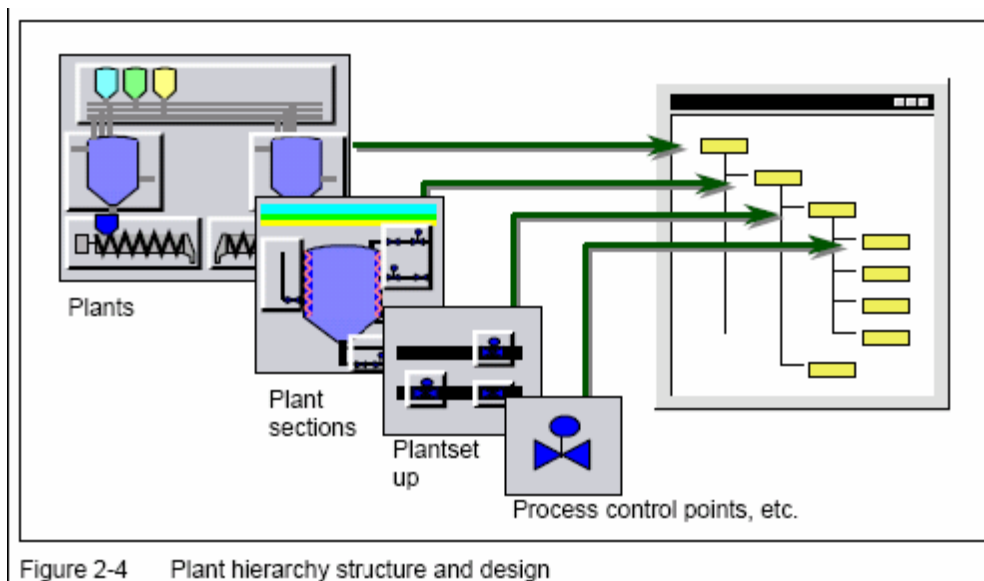 Plants
Plant
sections
Plantset
up
Process control points, etc.
Figure 2-4 Plant hierarchy structure and design